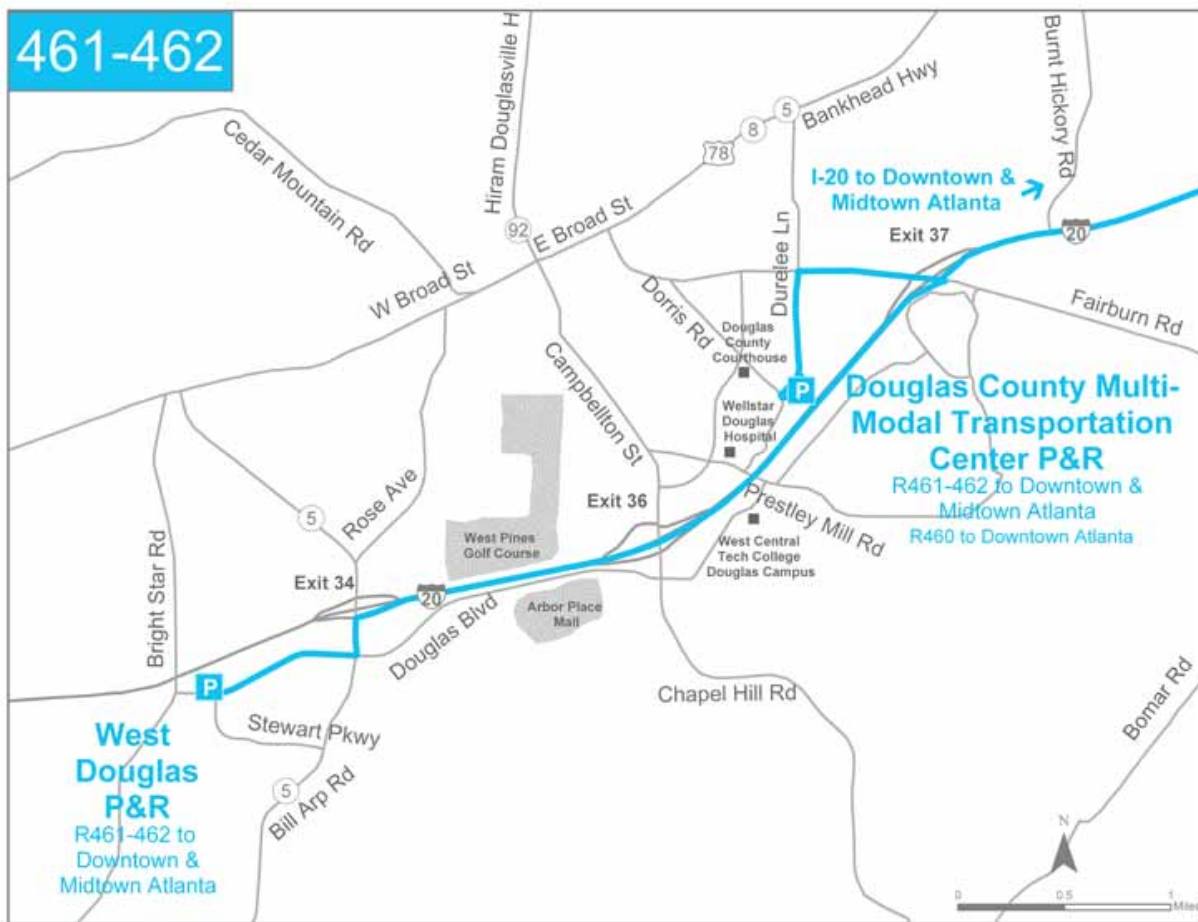 461-462
Hiram Douglasville H
Burnt Hickory Rd
Bankhead Hwy
5
8
78
Cedar Mountain Rd
I-20 to Downtown &
Midtown Atlanta
92
E Broad St
20
Exit 37
Durelee Ln
W Broad St
Dorris Rd
Fairburn Rd
Douglas
County
Courthouse
Campbellton St
P
Douglas County Multi-
Modal Transportation
Center P&R
R461-462 to Downtown &
Midtown Atlanta
R460 to Downtown Atlanta
Wellstar
Douglas
Hospital
Exit 36
Prestley Mill Rd
5
Rose Ave
West Pines
Golf Course
West Central
Tech College
Douglas Campus
Exit 34
20
Bright Star Rd
Arbor Place
Mall
Douglas Blvd
P
Chapel Hill Rd
Bomar Rd
Stewart Pkwy
West
Douglas
P&R
R461-462 to
Downtown &
Midtown Atlanta
5
Bill Arp Rd
N
0 0.5 1
Miles